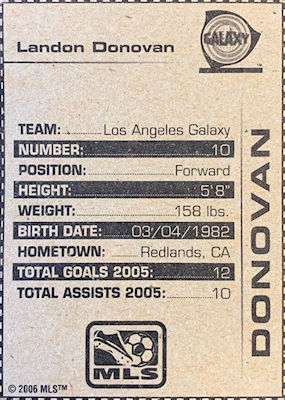 Landon Donovan
GALAXY
TEAM: Los Angeles Galaxy
NUMBER: 10
POSITION: Forward
HEIGHT: 5'8"
WEIGHT: 158 lbs.
BIRTH DATE: 03/04/1982
HOMETOWN: Redlands, CA
TOTAL GOALS 2005: 12
TOTAL ASSISTS 2005: 10
DONOVAN
MLS
© 2006 MLS™